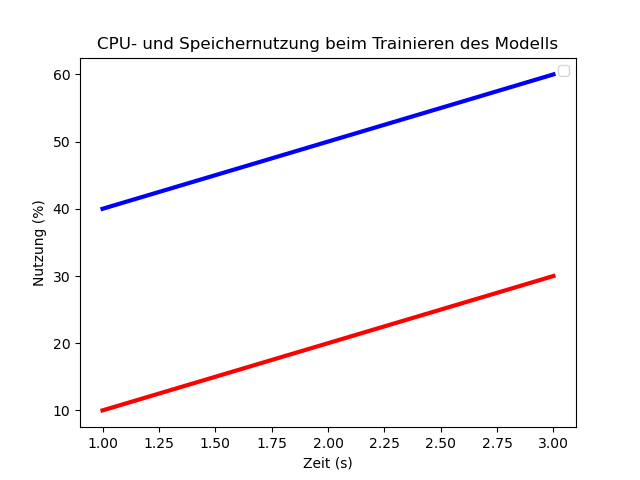 CPU- und Speichernutzung beim Trainieren des Modells
60
50
40
30
20
10
Nutzung (%)
1.00 1.25 1.50 1.75 2.00 2.25 2.50 2.75 3.00
Zeit (s)